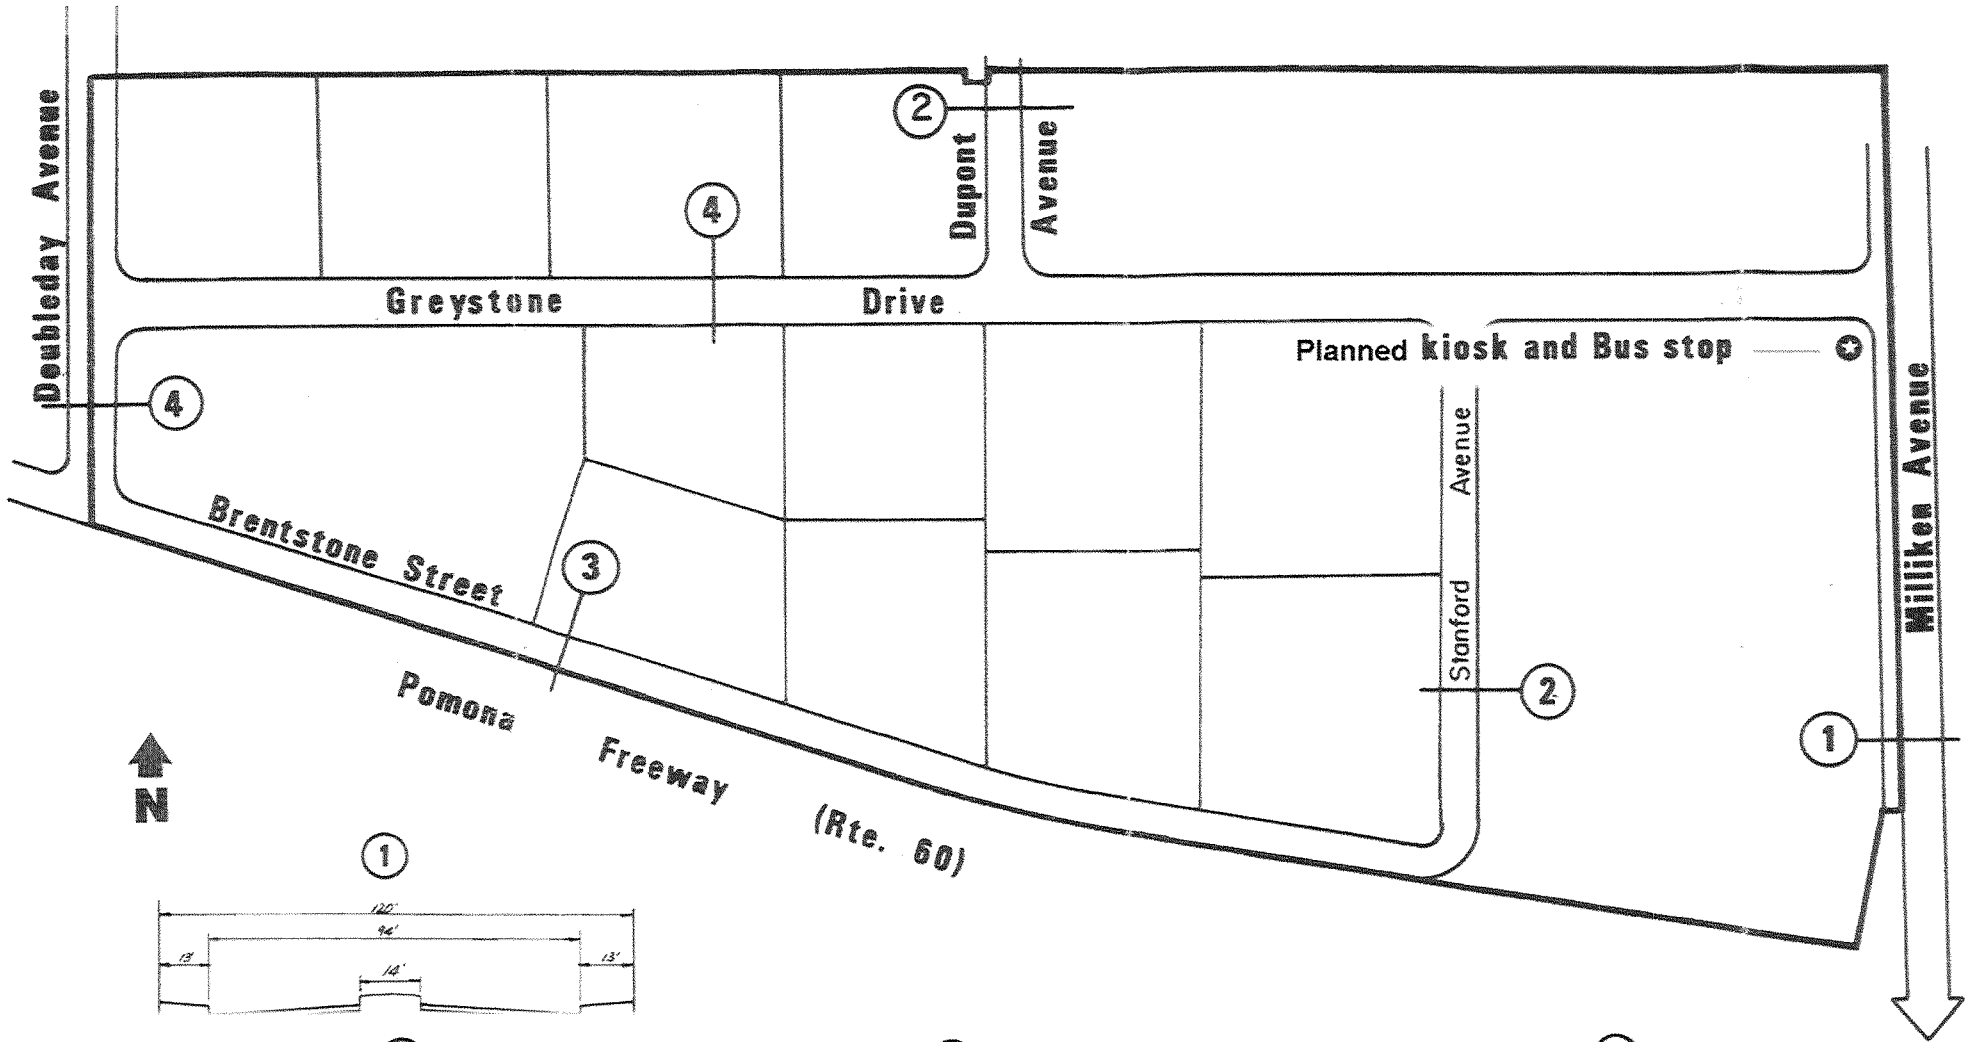 2
Dupont Avenue
Doubleday Avenue
4
Greystone Drive
Planned kiosk and Bus stop
4
Milliken Avenue
Stanford Avenue
Brentstone Street
3
2
1
Pomona Freeway (Rte. 60)
N
1
120'
94'
13' 13'
14'